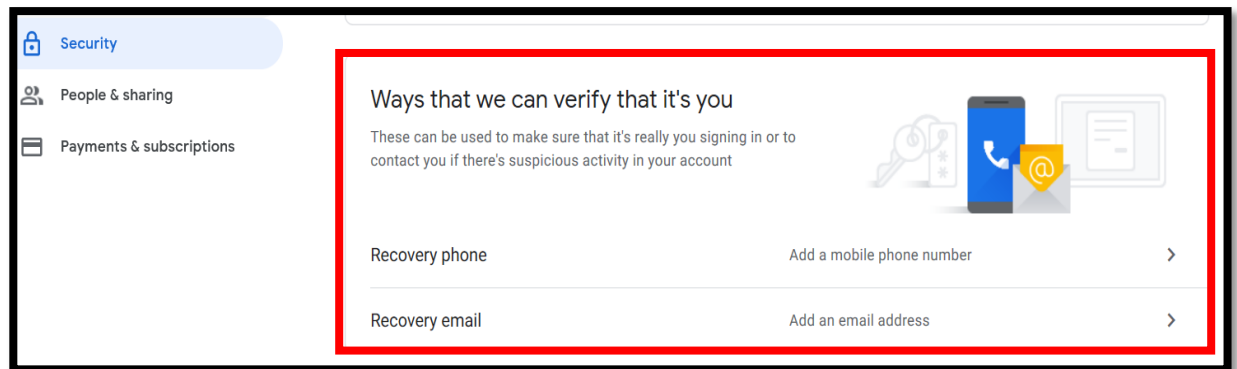 Security
People & sharing
Payments & subscriptions
Ways that we can verify that it's you
These can be used to make sure that it's really you signing in or to
contact you if there's suspicious activity in your account
Recovery phone Add a mobile phone number
Recovery email Add an email address